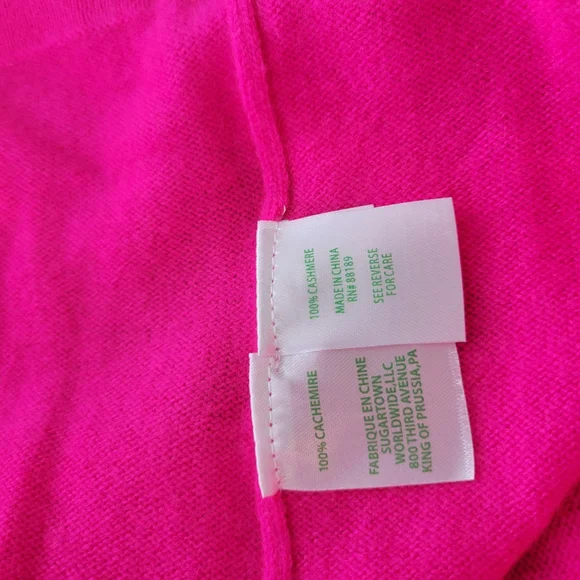 100% CASHMERE
MADE IN CHINA
RN# 88189
SEE REVERSE
FOR CARE
100% CACHEMIRE
FABRIQUE EN CHINE
SUGARTOWN
WORLDWIDE,LLC
800 THIRD AVENUE
KING OF PRUSSIA,PA